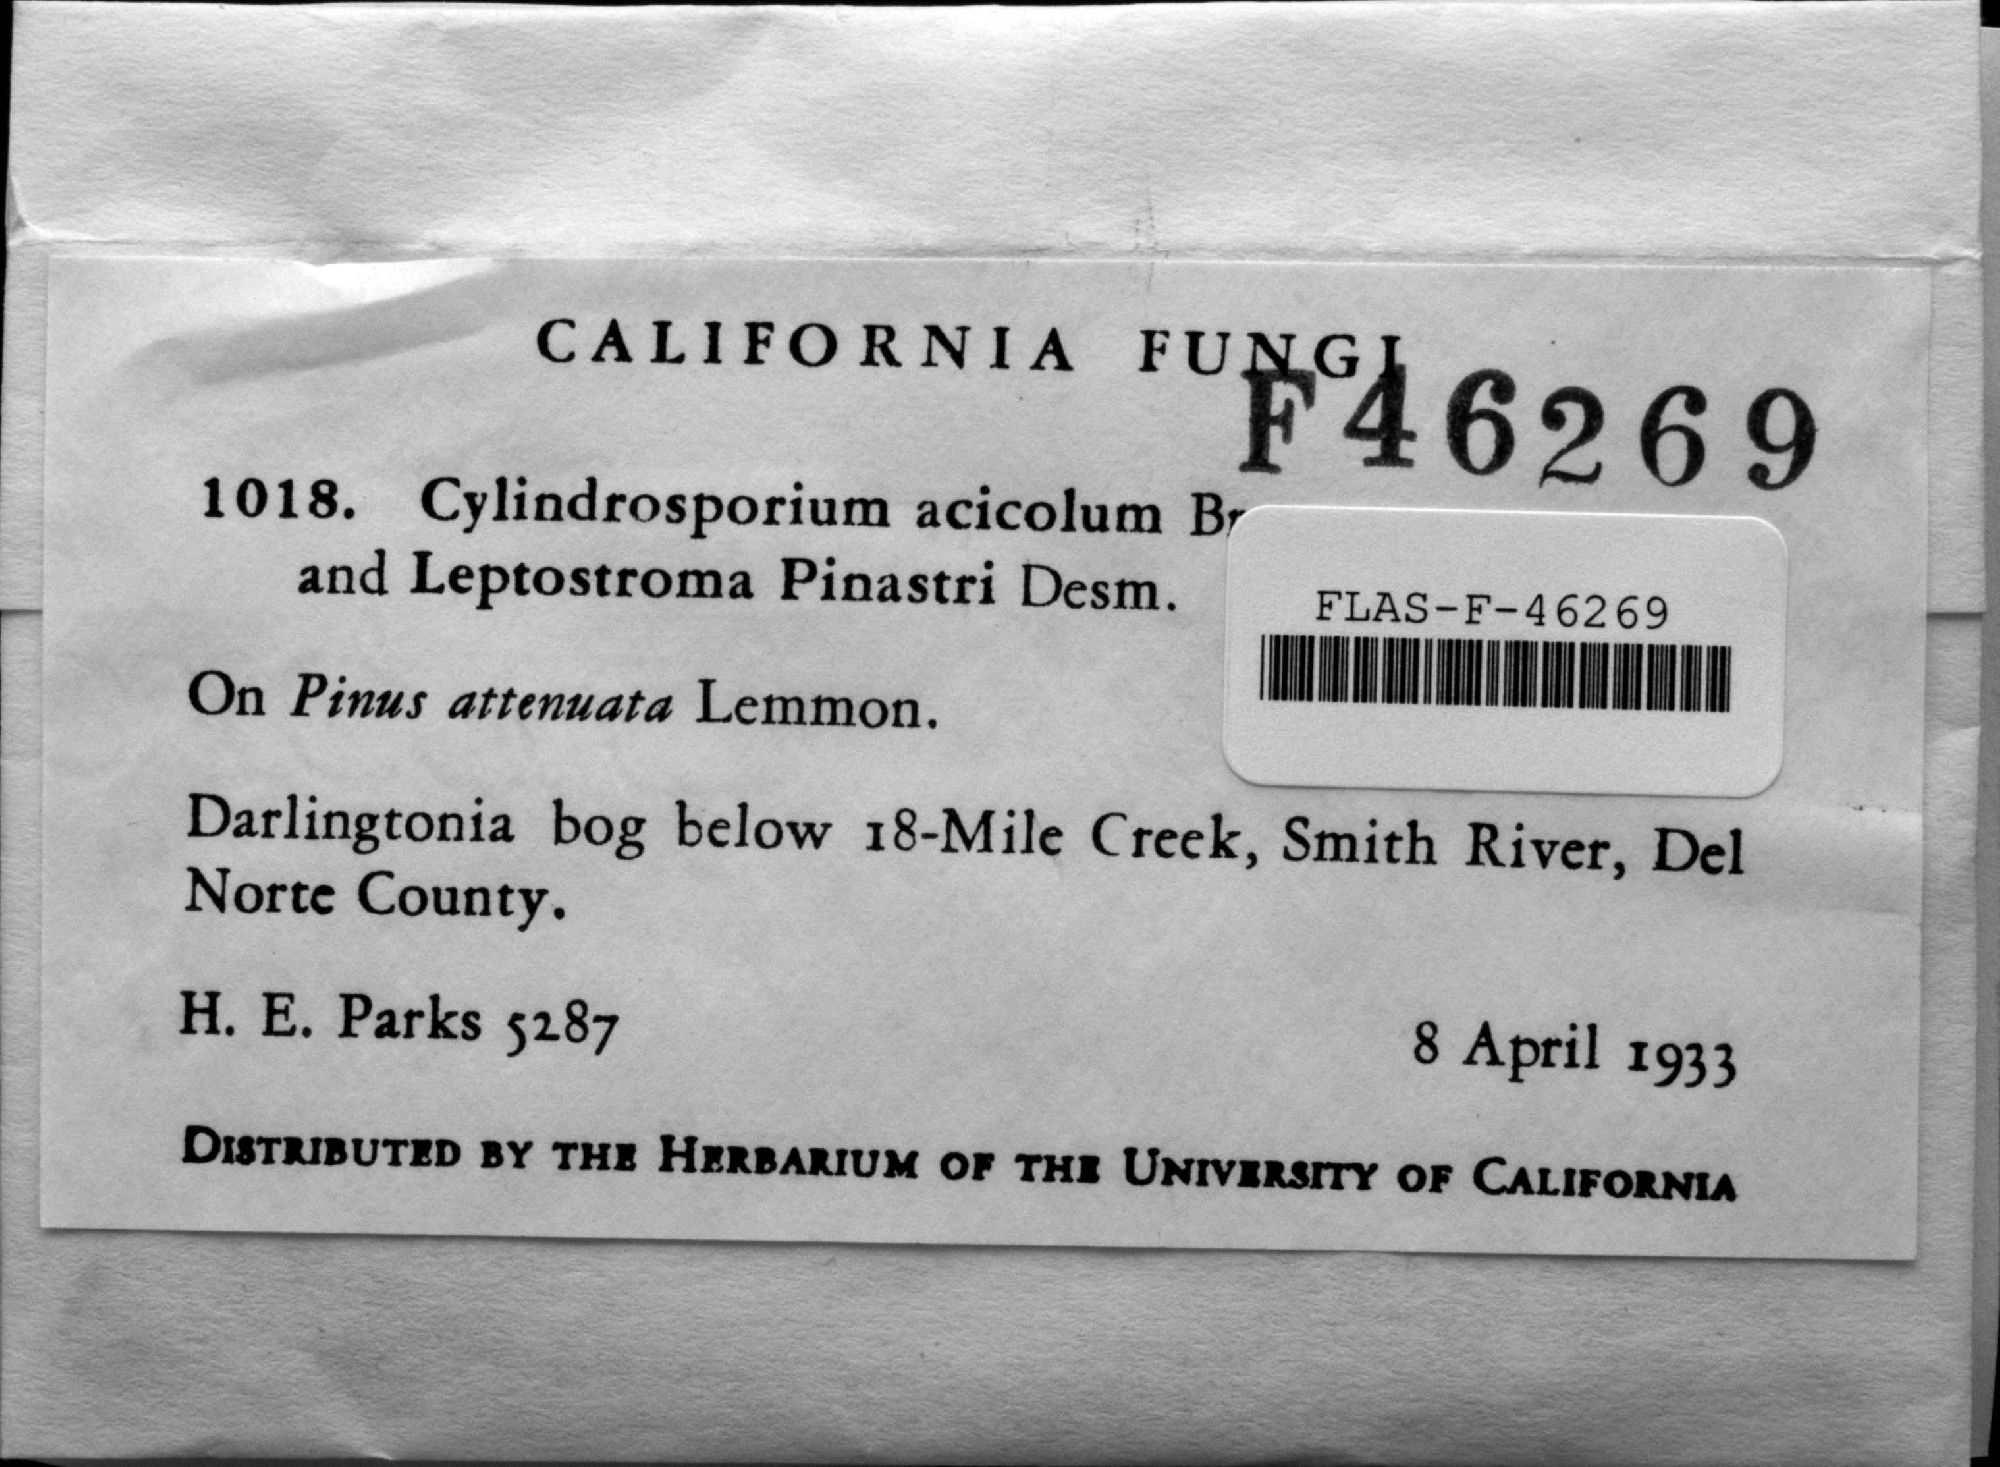 CALIFORNIA FUNGI
F46269
1018. Cylindrosporium acicolum
and Leptostroma Pinastri Desm.
FLAS-F-46269
On Pinus attenuata Lemmon.
Darlingtonia bog below 18-Mile Creek, Smith River, Del
Norte County.
H. E. Parks 5287
8 April 1933
DISTRIBUTED BY THE HERBARIUM OF THE UNIVERSITY OF CALIFORNIA